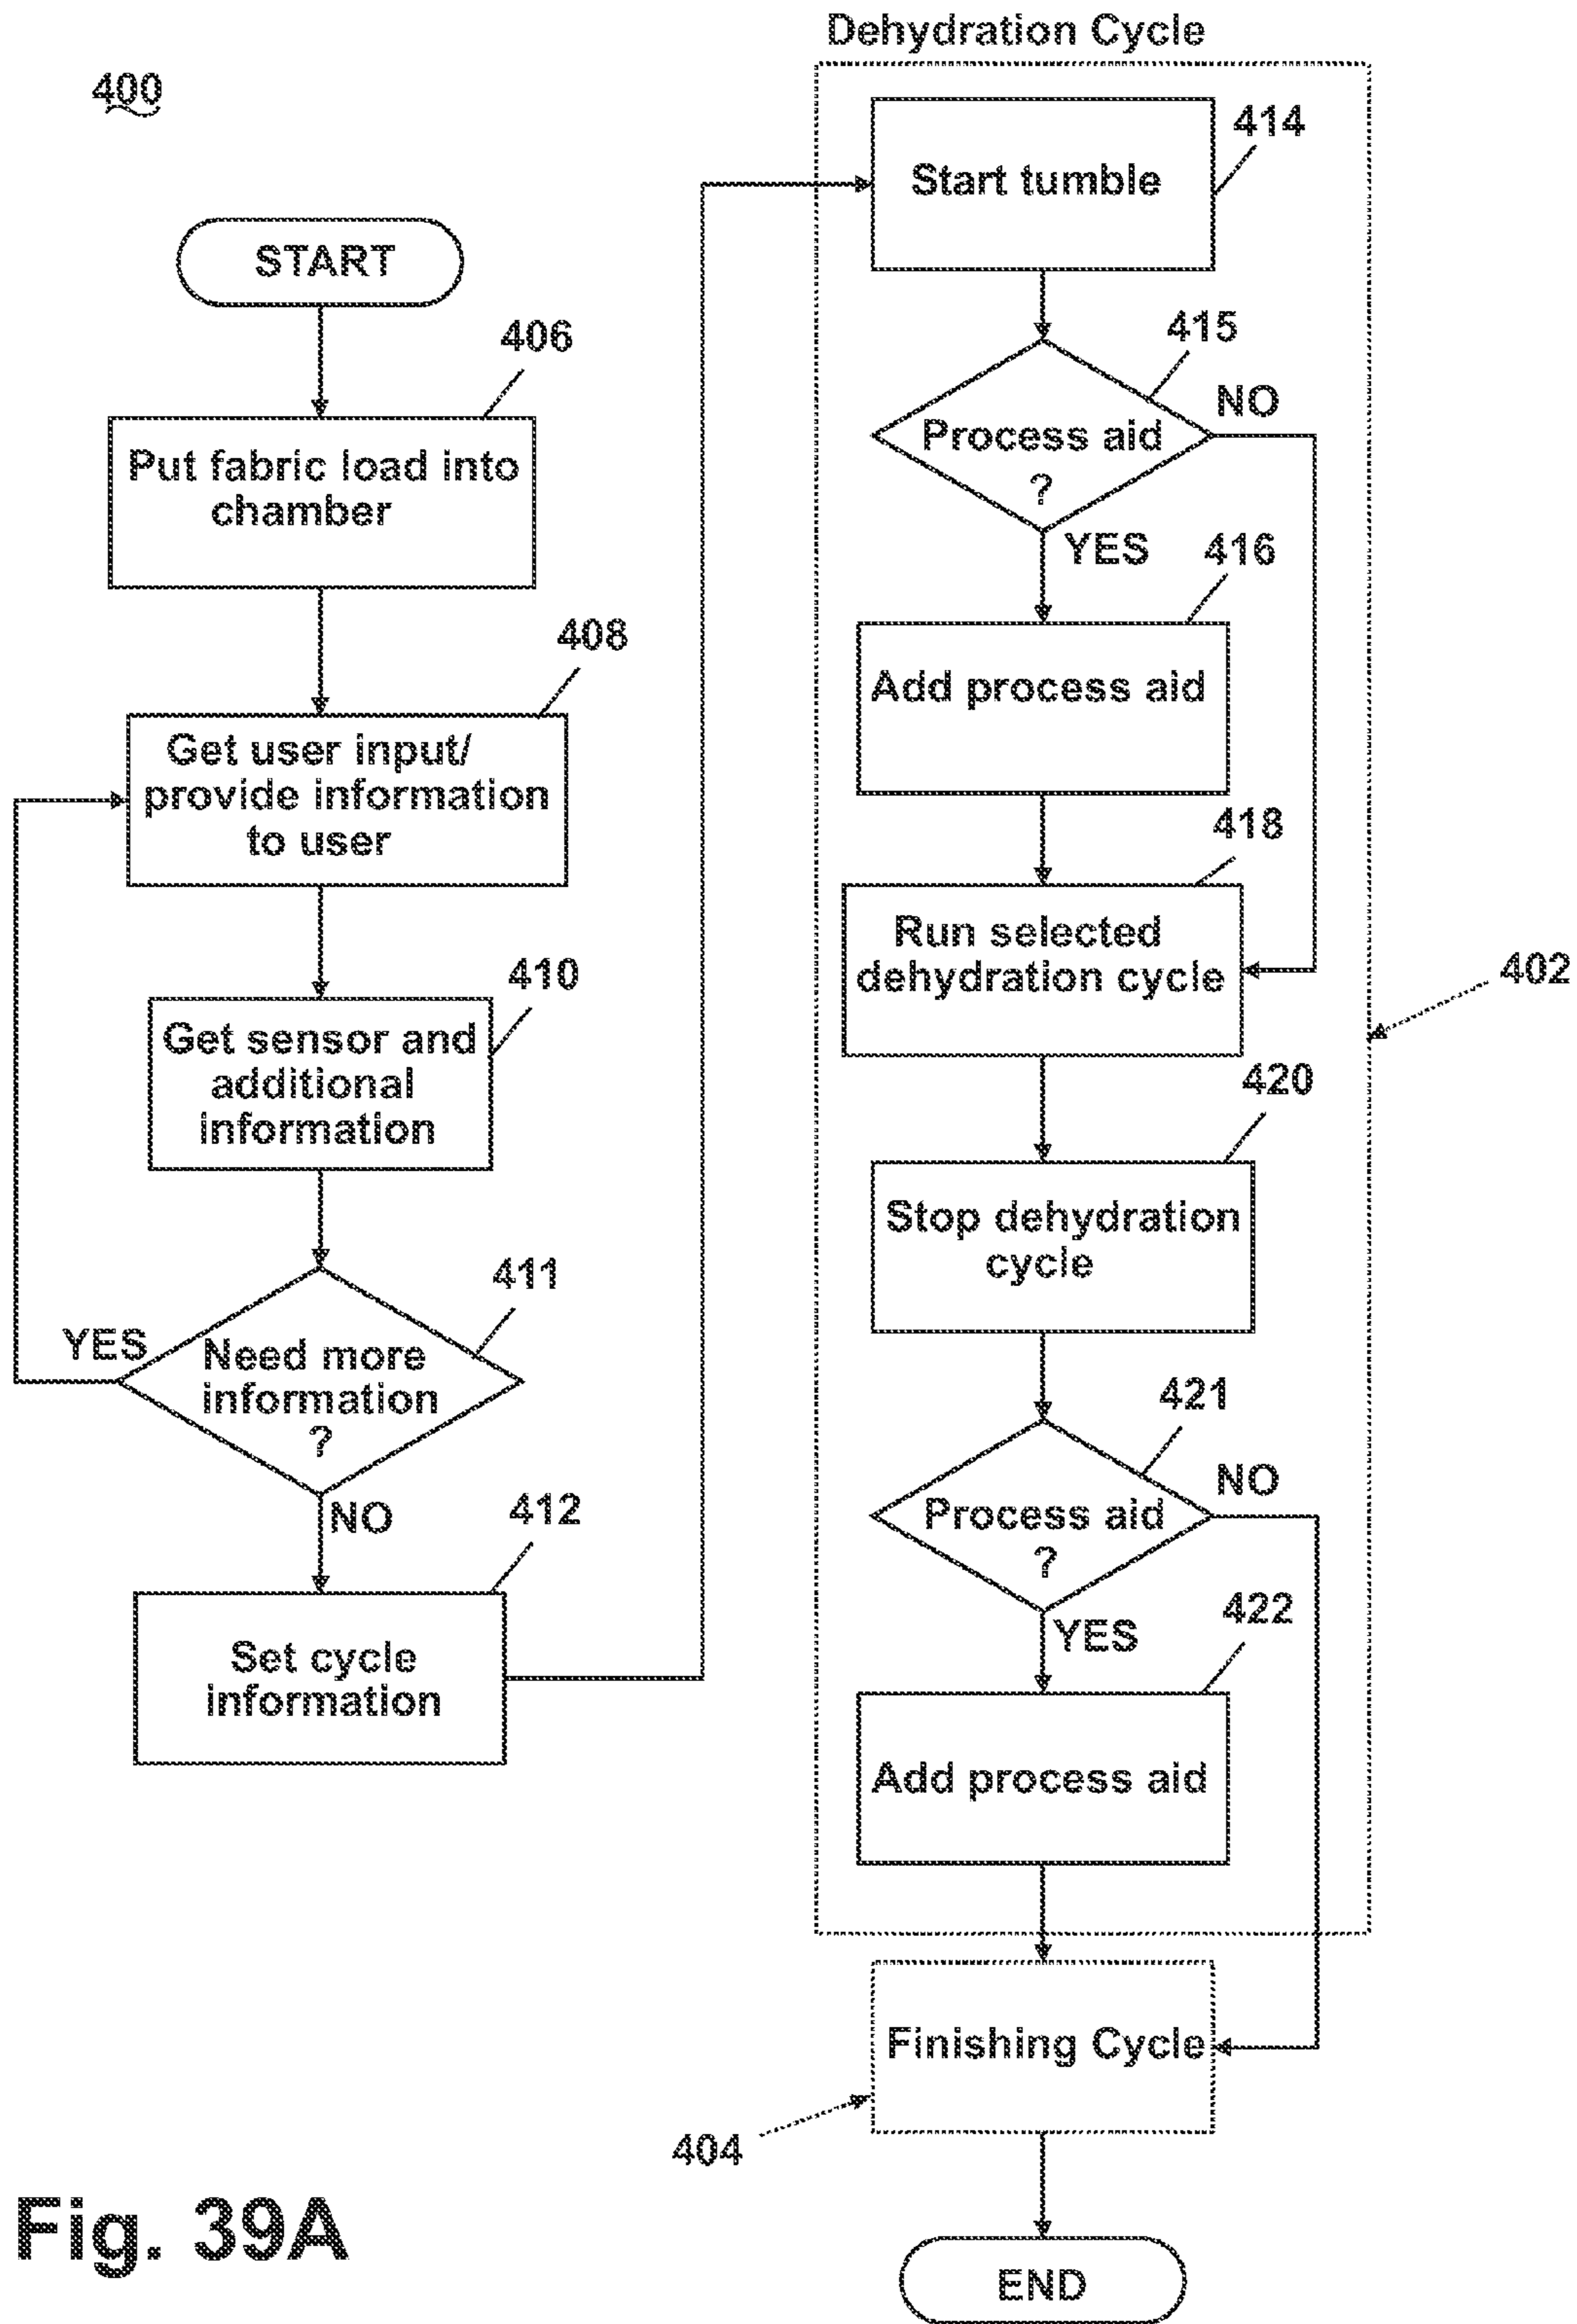 400
START
406
Put fabric load into
chamber
408
Get user input/
provide information
to user
410
Get sensor and
additional
information
411
YES
Need more
information
?
NO
412
Set cycle
information
Dehydration Cycle
414
Start tumble
415
NO
Process aid
?
YES
416
Add process aid
418
Run selected
dehydration cycle
402
420
Stop dehydration
cycle
421
NO
Process aid
?
YES
422
Add process aid
Finishing Cycle
404
END
Fig. 39A